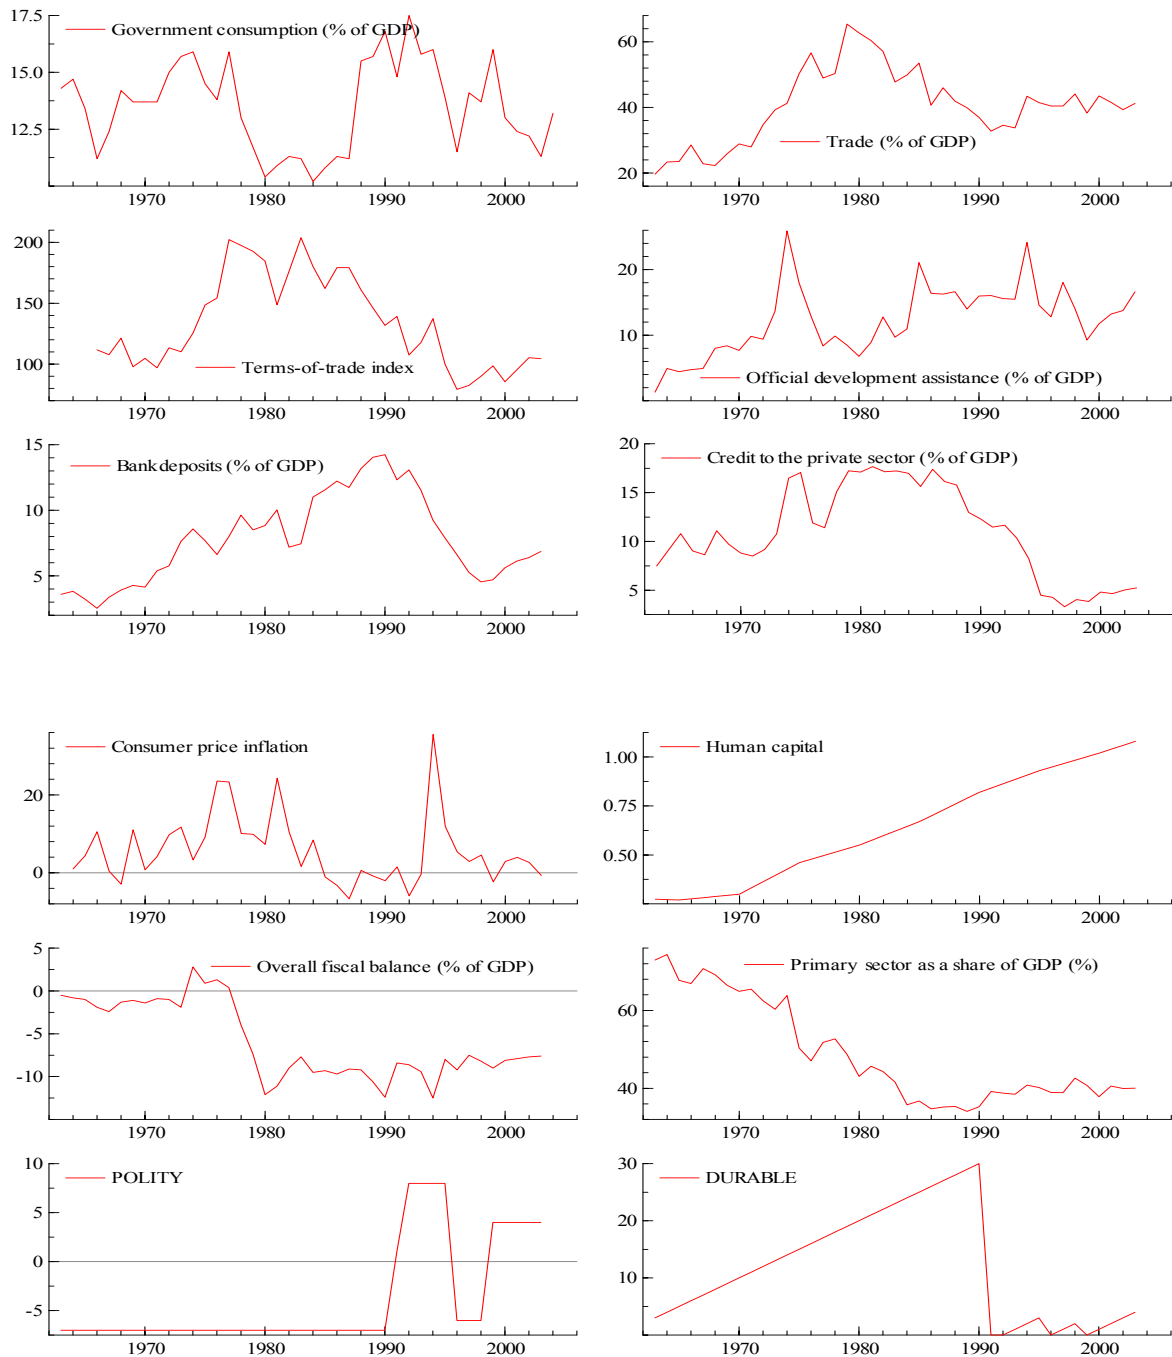 Government consumption (% of GDP)
17.5
15.0
12.5
1970 1980 1990 2000
Trade (% of GDP)
60
40
20
1970 1980 1990 2000
Terms-of-trade index
200
150
100
1970 1980 1990 2000
Official development assistance (% of GDP)
20
10
1970 1980 1990 2000
Bank deposits (% of GDP)
15
10
5
1970 1980 1990 2000
Credit to the private sector (% of GDP)
20
15
10
5
1970 1980 1990 2000
Consumer price inflation
20
0
1970 1980 1990 2000
Human capital
1.00
0.75
0.50
1970 1980 1990 2000
Overall fiscal balance (% of GDP)
5
0
-5
-10
1970 1980 1990 2000
Primary sector as a share of GDP (%)
60
40
1970 1980 1990 2000
POLITY
10
5
0
-5
1970 1980 1990 2000
DURABLE
30
20
10
1970 1980 1990 2000